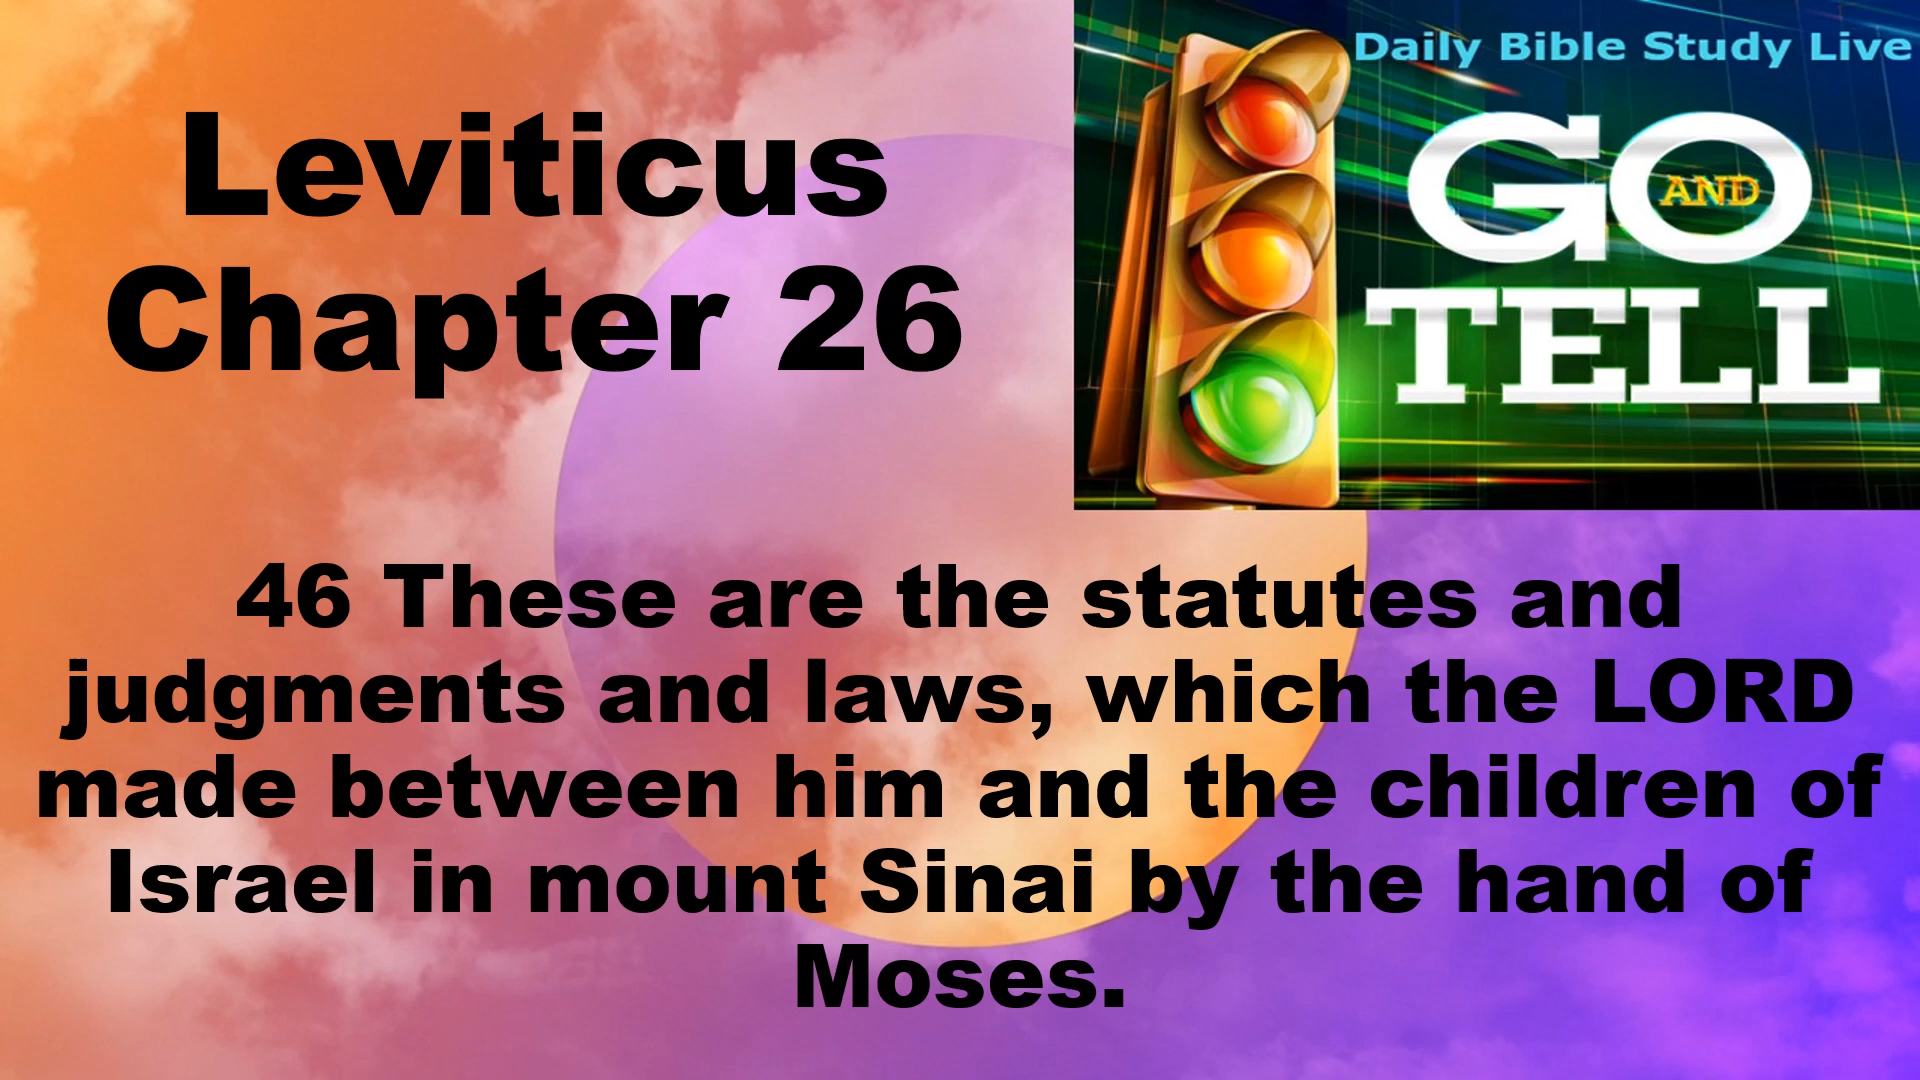 Leviticus
Chapter 26
Daily Bible Study Live
GO
AND
TELL
46 These are the statutes and
judgments and laws, which the LORD
made between him and the children of
Israel in mount Sinai by the hand of
Moses.